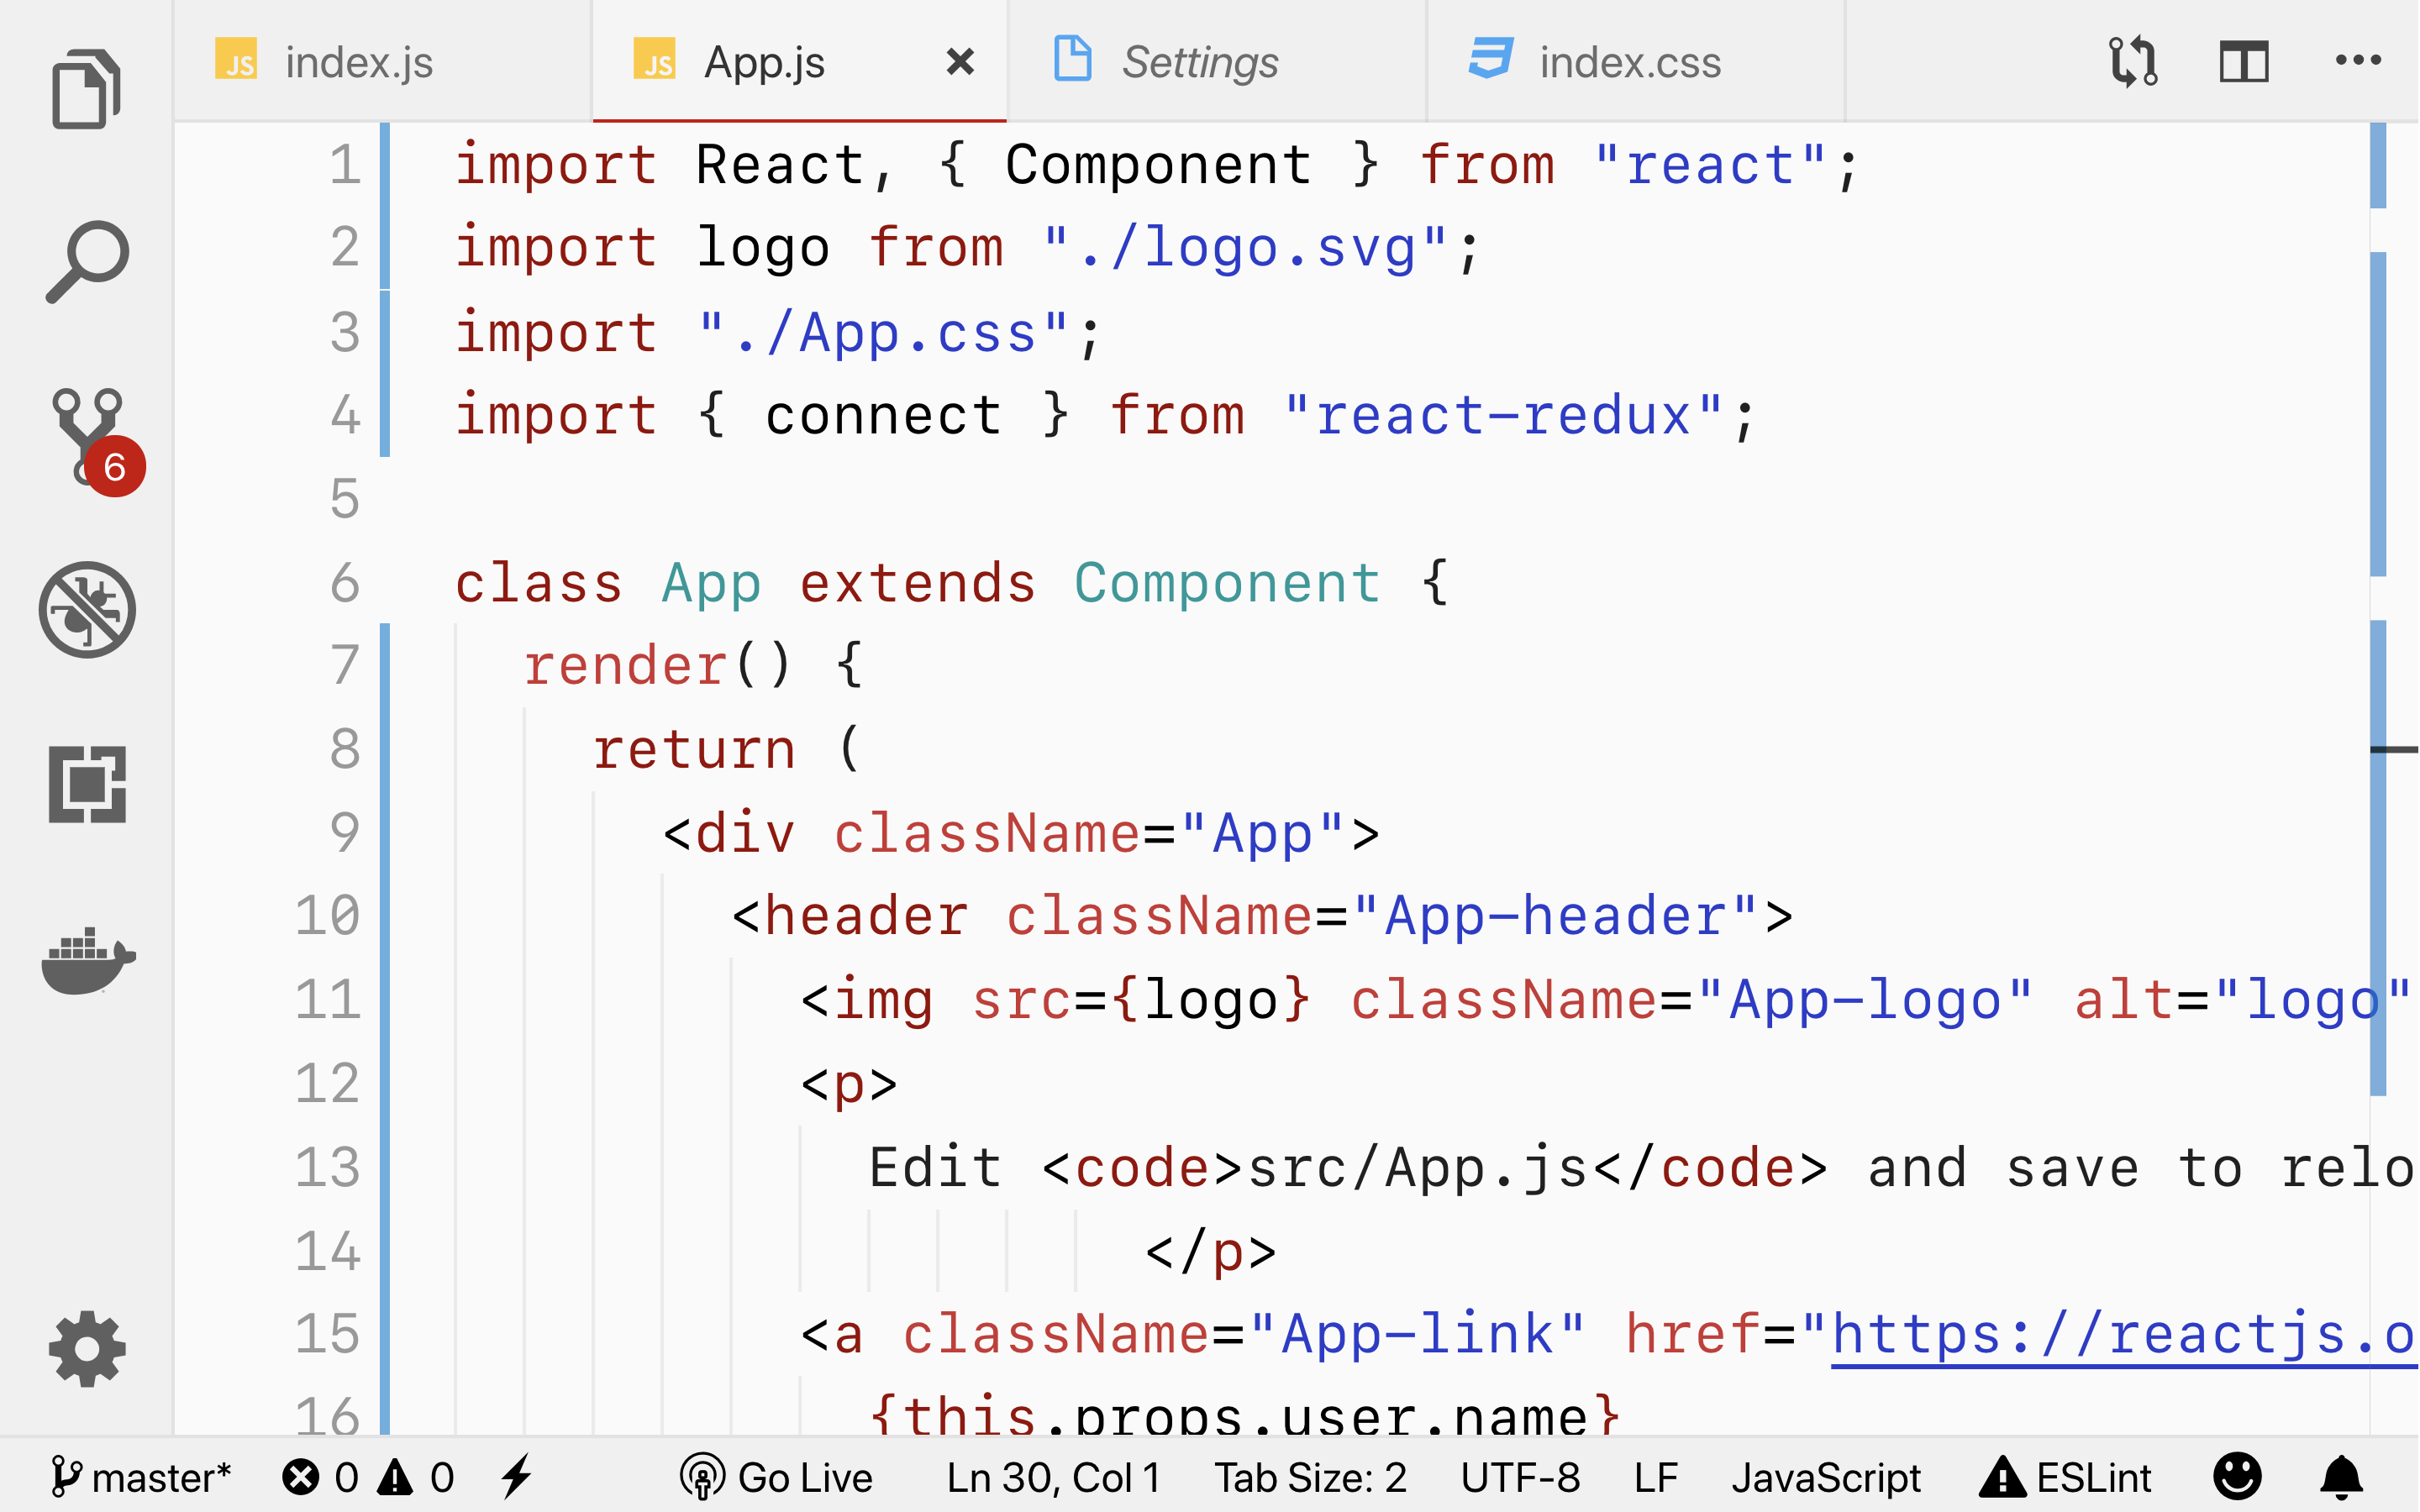 JS index.js JS App.js Settings index.css
1 import React, { Component } from "react";
2 import logo from "./logo.svg";
3 import "./App.css";
4 import { connect } from "react-redux";
5
6 class App extends Component {
7 render() {
8 return (
9 <div className="App">
10 <header className="App-header">
11 <img src={logo} className="App-logo" alt="logo"
12 <p>
13 Edit <code>src/App.js</code> and save to relo
14 </p>
15 <a className="App-link" href="https://reactjs.o
16 {this.props.user.name}
6
master* 0 0 Go Live Ln 30, Col 1 Tab Size: 2 UTF-8 LF JavaScript ESLint